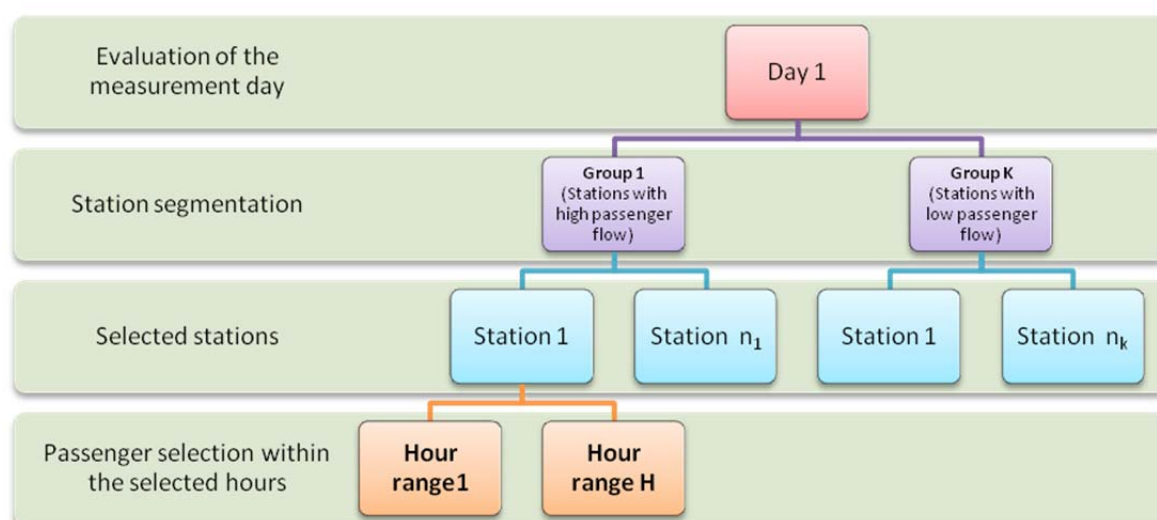 Evaluation of the
measurement day
Day 1
Station segmentation
Group 1
(Stations with
high passenger
flow)
Group K
(Stations with
low passenger
flow)
Selected stations
Station 1
Station n₁
Station 1
Station nₖ
Passenger selection within
the selected hours
Hour
range1
Hour
range H